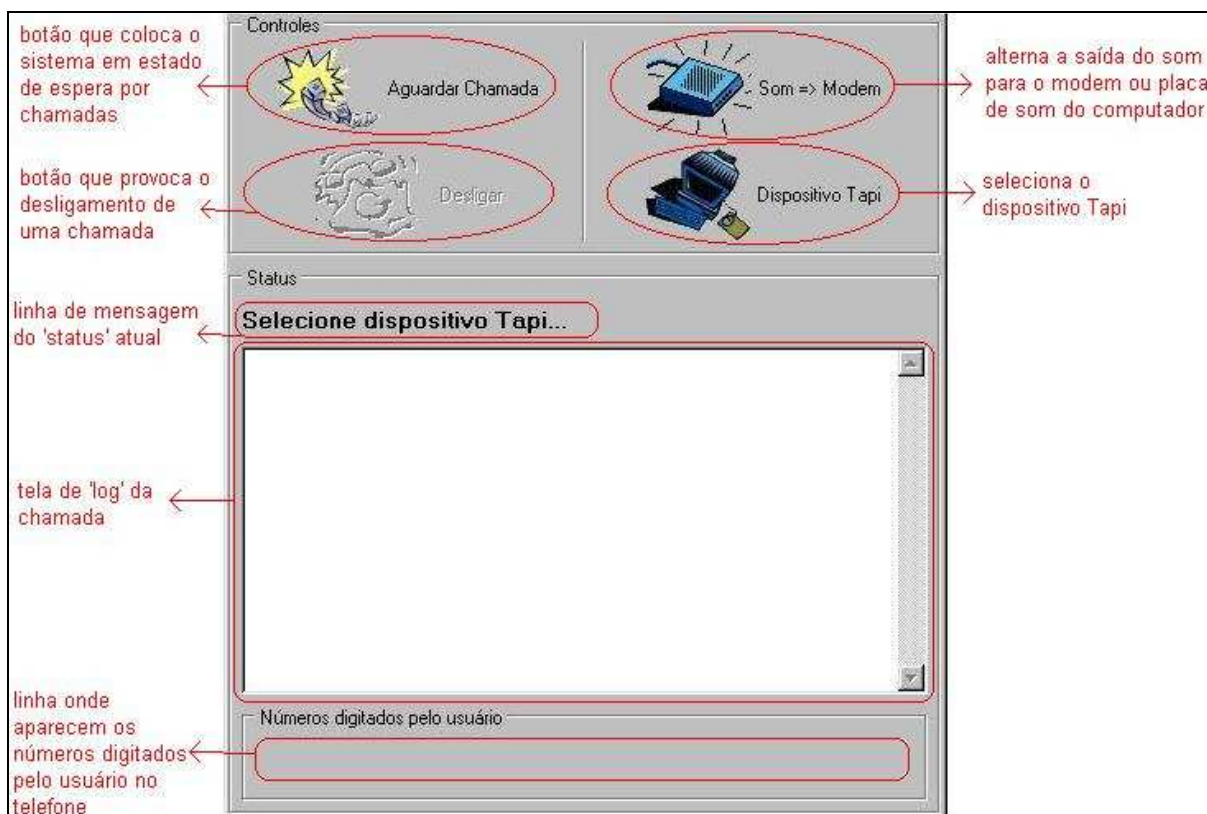 botão que coloca o
sistema em estado
de espera por
chamadas
Controles
Aguardar Chamada
Som => Modem
alterna a saída do som
para o modem ou placa
de som do computador
botão que provoca o
desligamento de
uma chamada
Desligar
Dispositivo Tapi
seleciona o
dispositivo Tapi
Status
linha de mensagem
do 'status' atual
Selecione dispositivo Tapi...
tela de 'log' da
chamada
linha onde
aparecem os
números digitados
pelo usuário no
telefone
Números digitados pelo usuário